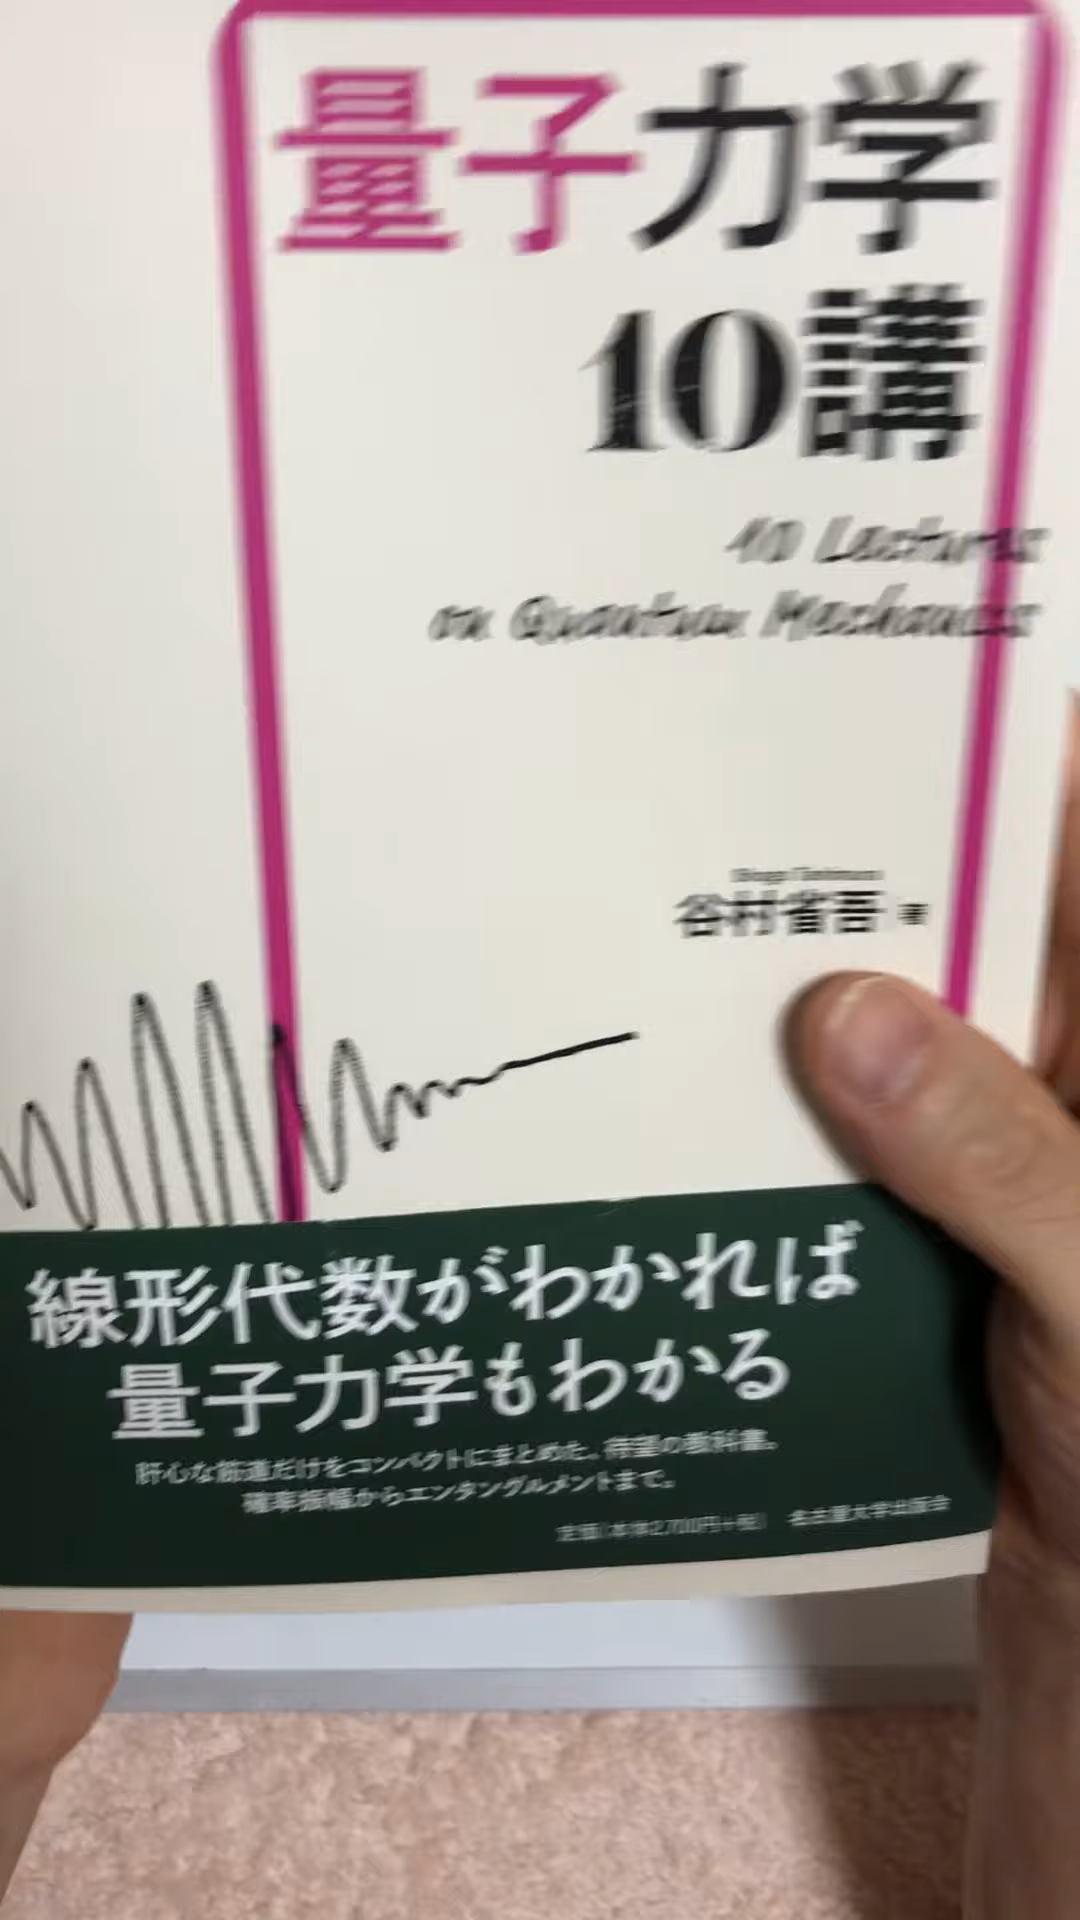 量子力学
10講
10 Lectures
on Quantum Mechanics
Shogo Tanimura
谷村省吾 著
線形代数がわかれば
量子力学もわかる
肝心な筋道だけをコンパクトにまとめた、待望の教科書。
確率振幅からエンタングルメントまで。
定価(本体2,700円+税) 名古屋大学出版会